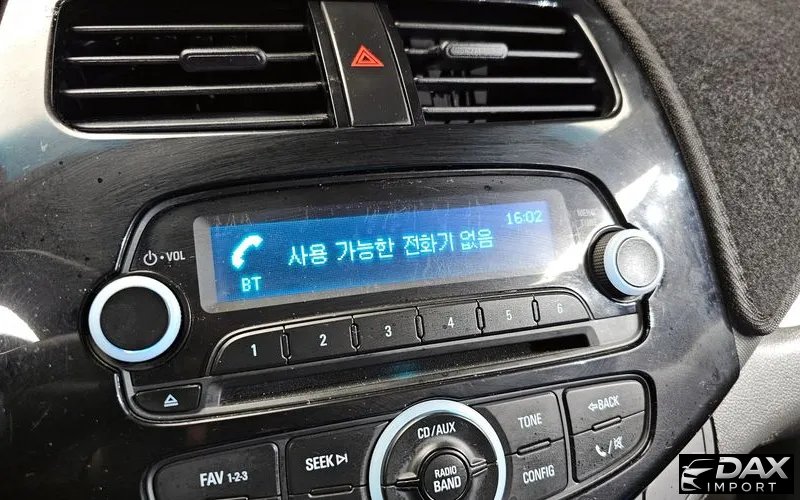 VOL
16:02
사용 가능한 전화기 없음
BT
MENU
1 2 3 4 5 6
CD/AUX
TONE
BACK
FAV 1-2-3
SEEK
RADIO
BAND
CONFIG
DAX
IMPORT